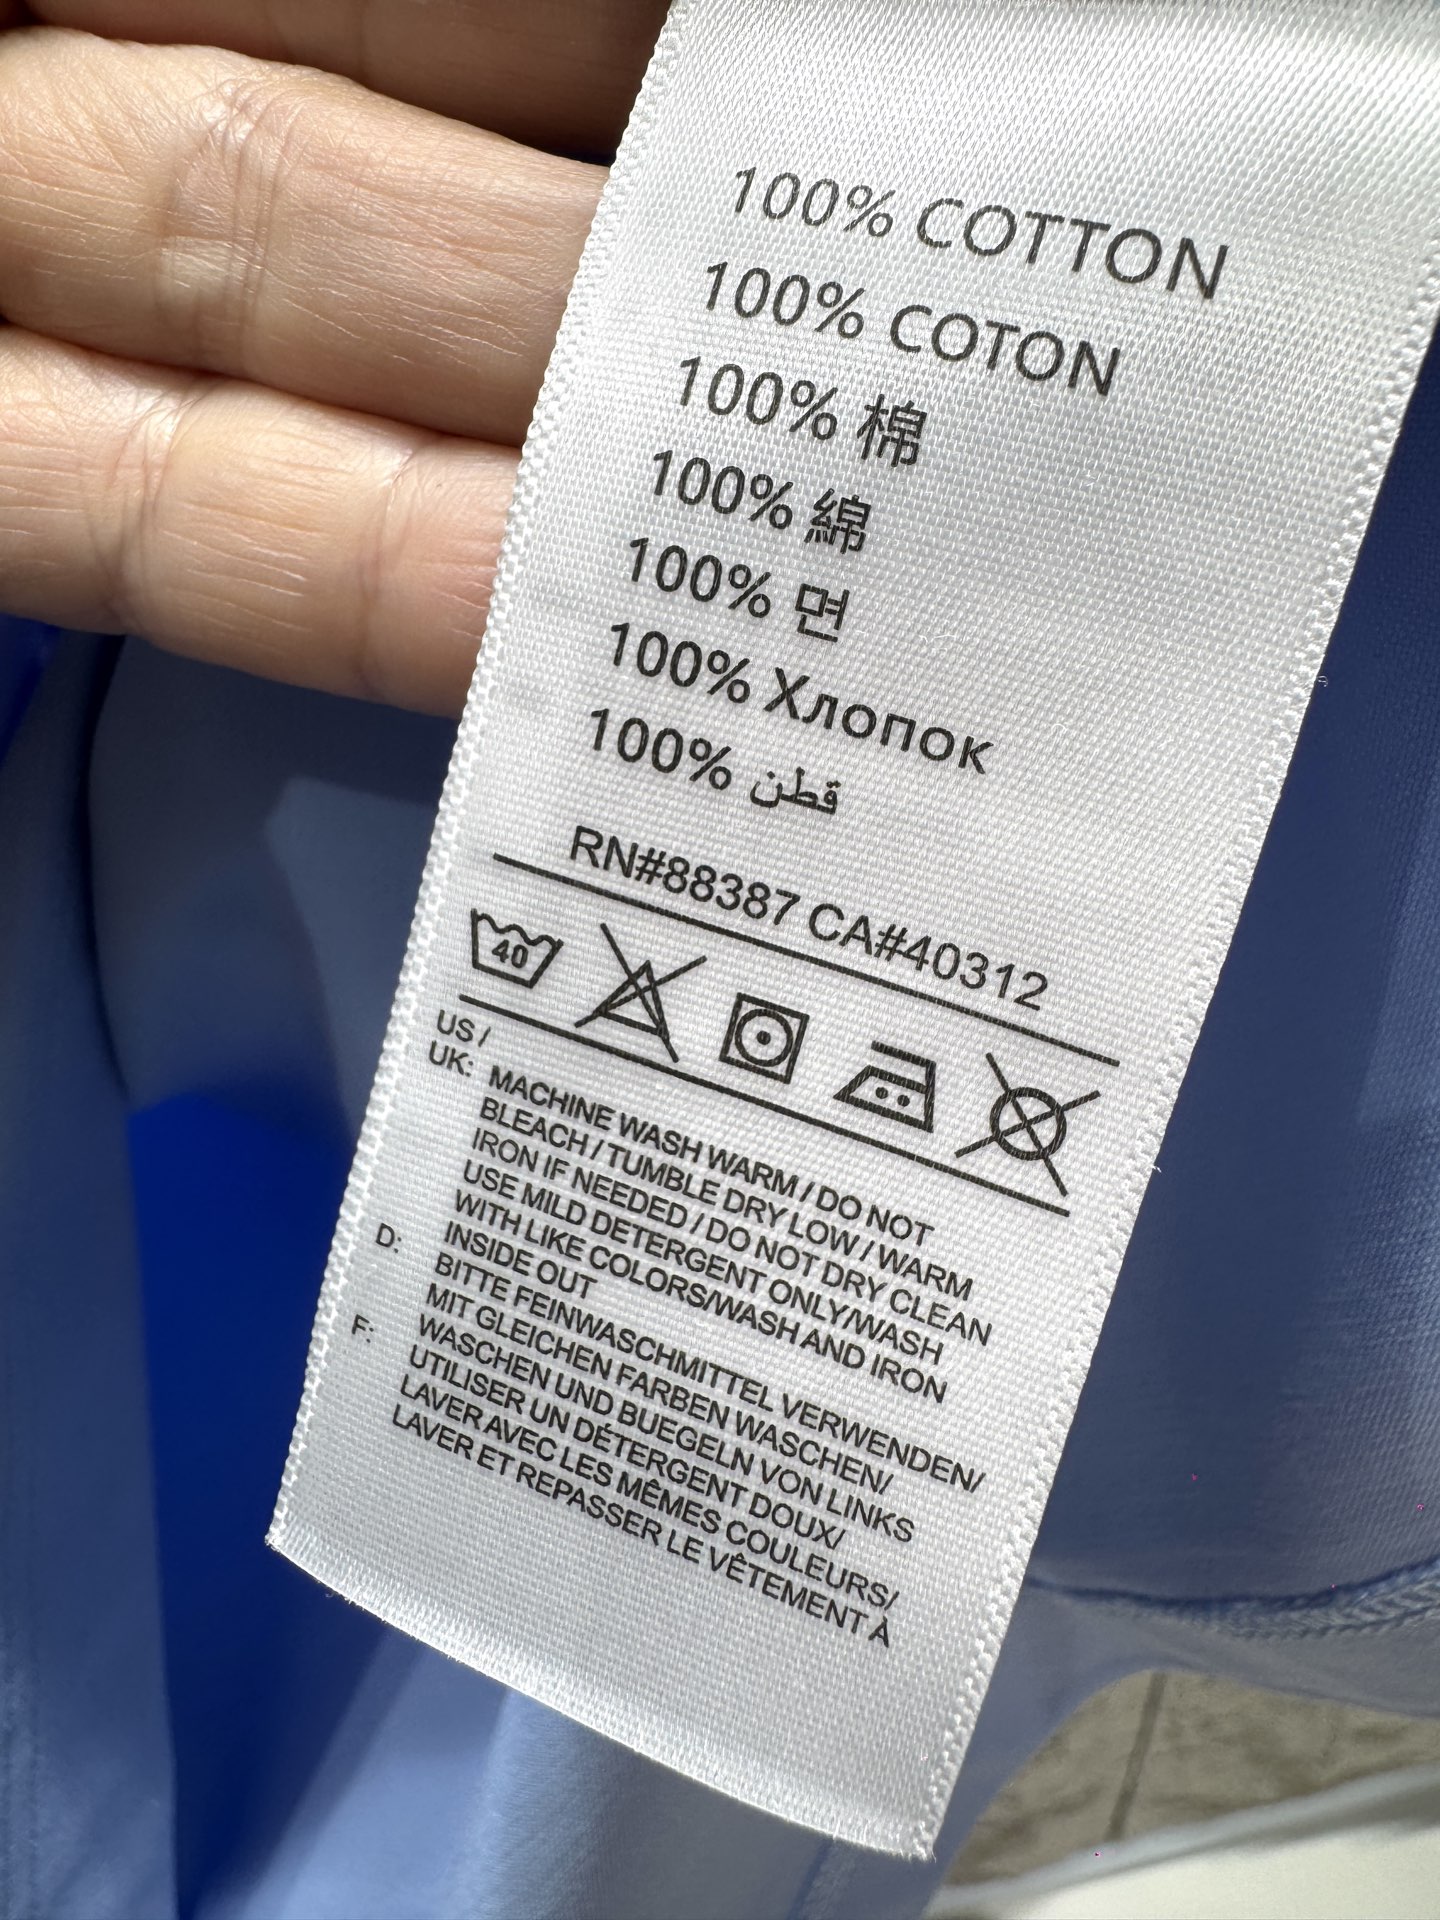 100% COTTON
100% COTON
100% 棉
100% 綿
100% 면
100% Хлопок
100% قطن
RN#88387 CA#40312
40
US /
UK: MACHINE WASH WARM / DO NOT
BLEACH / TUMBLE DRY LOW / WARM
IRON IF NEEDED / DO NOT DRY CLEAN
USE MILD DETERGENT ONLY/WASH
WITH LIKE COLORS/WASH AND IRON
INSIDE OUT
D: BITTE FEINWASCHMITTEL VERWENDEN/
MIT GLEICHEN FARBEN WASCHEN/
WASCHEN UND BUEGELN VON LINKS
F: UTILISER UN DÉTERGENT DOUX/
LAVER AVEC LES MÊMES COULEURS/
LAVER ET REPASSER LE VÊTEMENT À